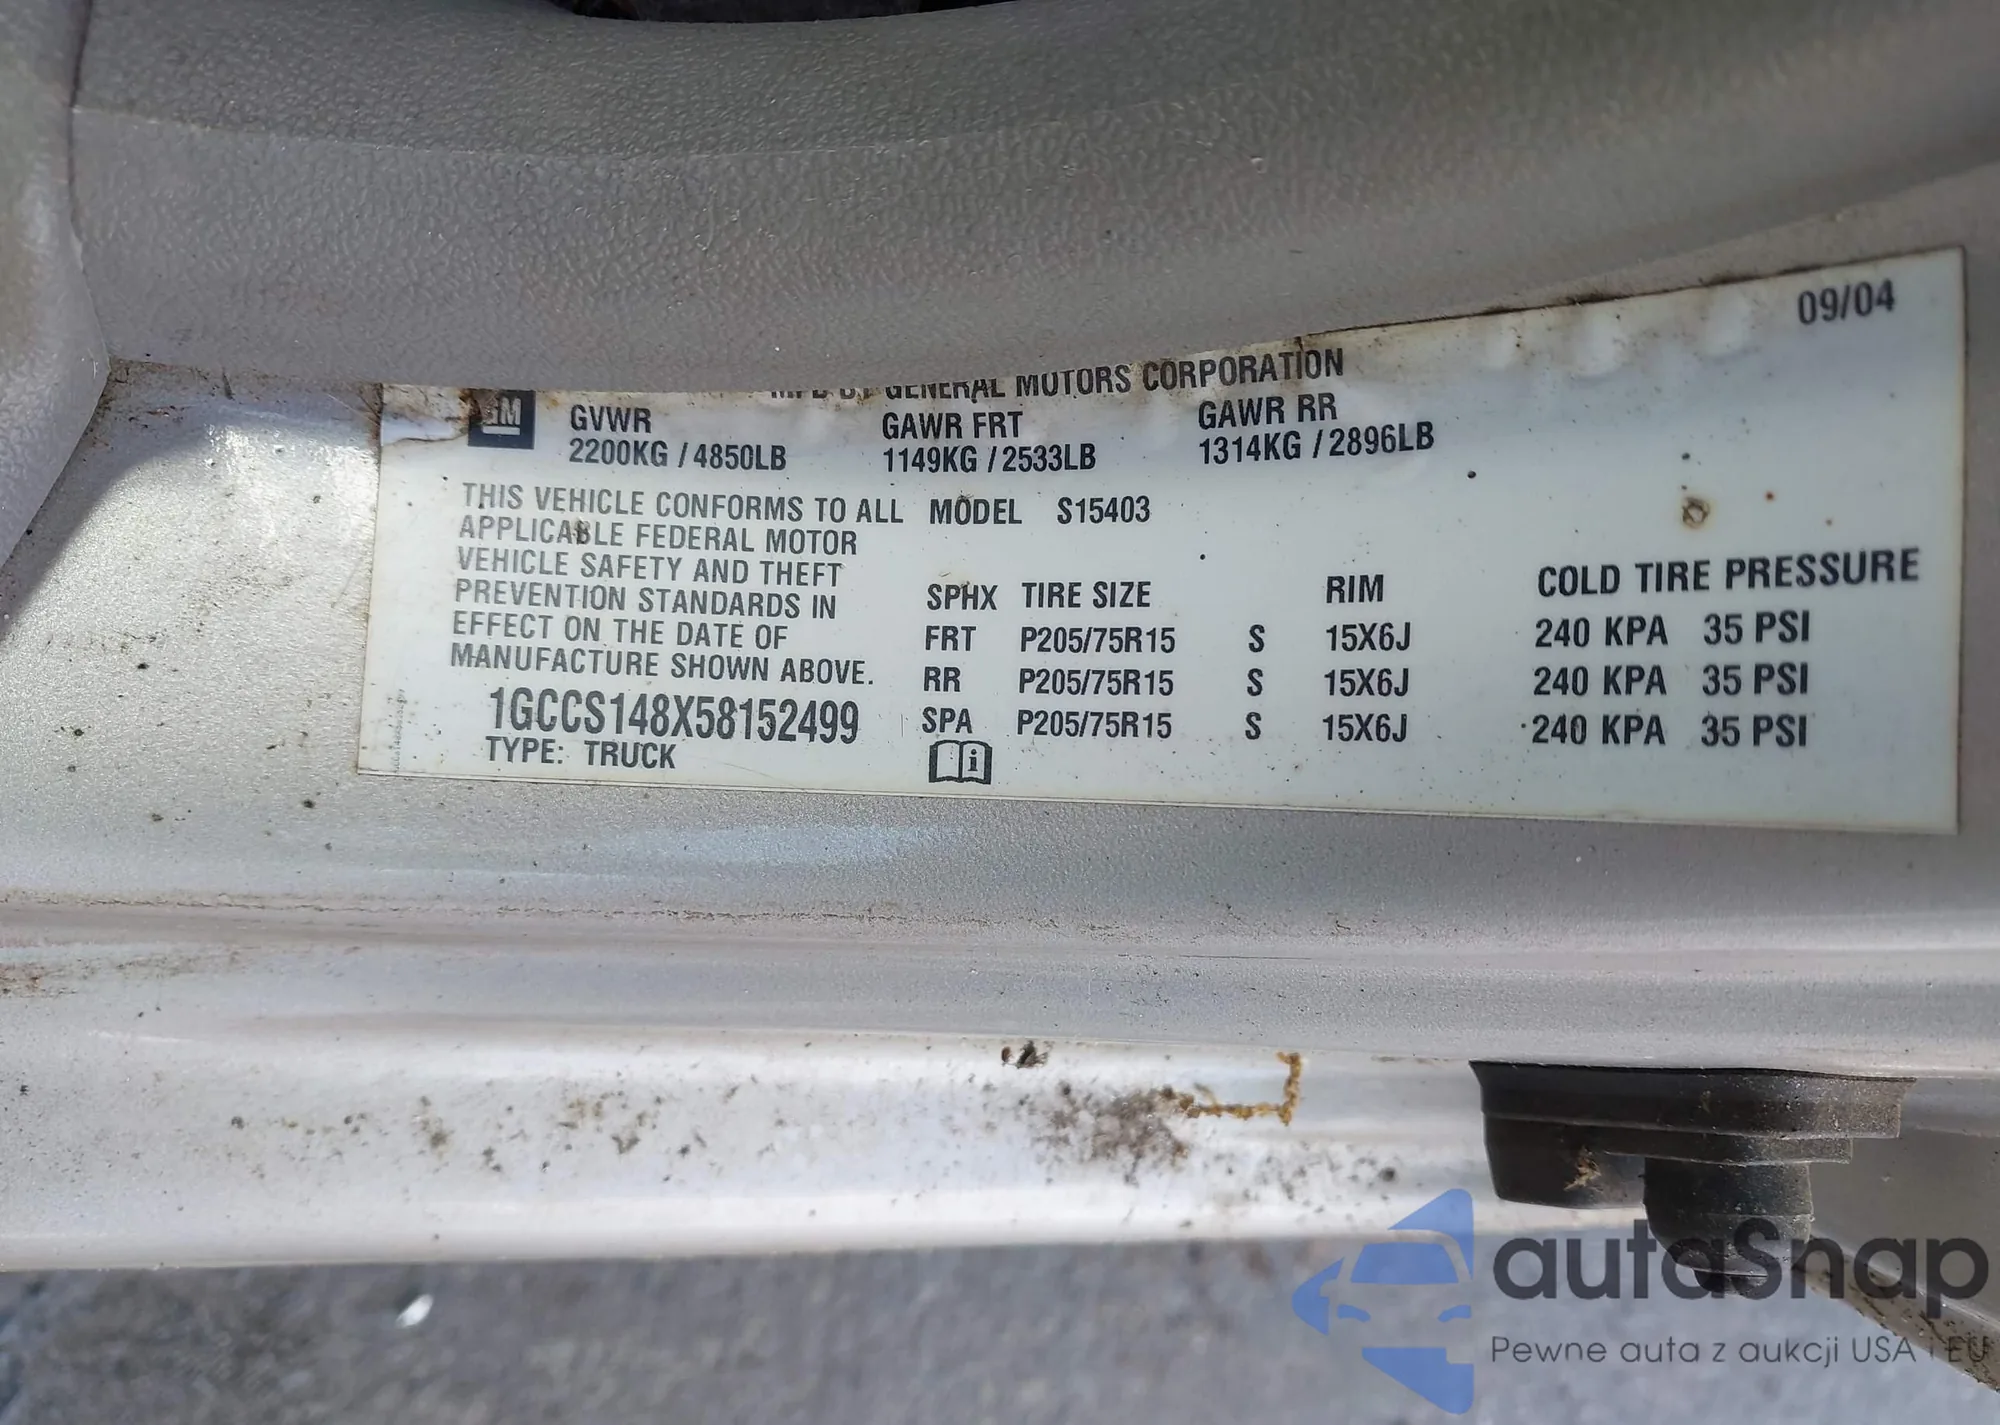 09/04
MFD BY GENERAL MOTORS CORPORATION
GM GVWR GAWR FRT GAWR RR
2200KG / 4850LB 1149KG / 2533LB 1314KG / 2896LB
THIS VEHICLE CONFORMS TO ALL MODEL S15403
APPLICABLE FEDERAL MOTOR
VEHICLE SAFETY AND THEFT
PREVENTION STANDARDS IN
EFFECT ON THE DATE OF
MANUFACTURE SHOWN ABOVE.
1GCCS148X58152499
TYPE: TRUCK
SPHX TIRE SIZE RIM COLD TIRE PRESSURE
FRT P205/75R15 S 15X6J 240 KPA 35 PSI
RR P205/75R15 S 15X6J 240 KPA 35 PSI
SPA P205/75R15 S 15X6J 240 KPA 35 PSI
i
autaSnap
Pewne auta z aukcji USA i EU